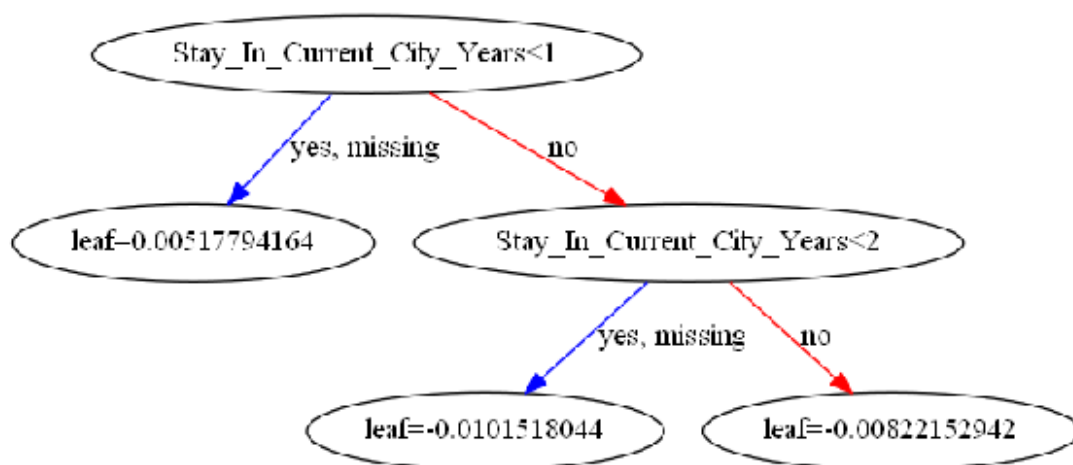 Stay_In_Current_City_Years<1
yes, missing
no
leaf=0.00517794164
Stay_In_Current_City_Years<2
yes, missing
no
leaf=-0.0101518044
leaf=-0.00822152942